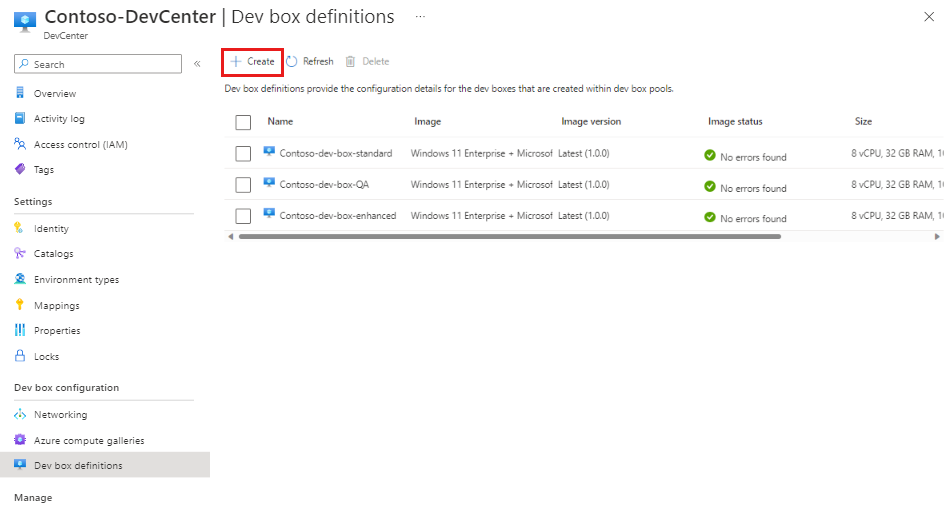 Contoso-DevCenter | Dev box definitions ...
DevCenter
Search
«
Overview
Activity log
Access control (IAM)
Tags
Settings
Identity
Catalogs
Environment types
Mappings
Properties
Locks
Dev box configuration
Networking
Azure compute galleries
Dev box definitions
Manage
Create Refresh Delete
Dev box definitions provide the configuration details for the dev boxes that are created within dev box pools.
Name Image Image version Image status Size
Contoso-dev-box-standard Windows 11 Enterprise + Microsof Latest (1.0.0) No errors found 8 vCPU, 32 GB RAM, 1
Contoso-dev-box-QA Windows 11 Enterprise + Microsof Latest (1.0.0) No errors found 8 vCPU, 32 GB RAM, 1
Contoso-dev-box-enhanced Windows 11 Enterprise + Microsof Latest (1.0.0) No errors found 8 vCPU, 32 GB RAM, 1